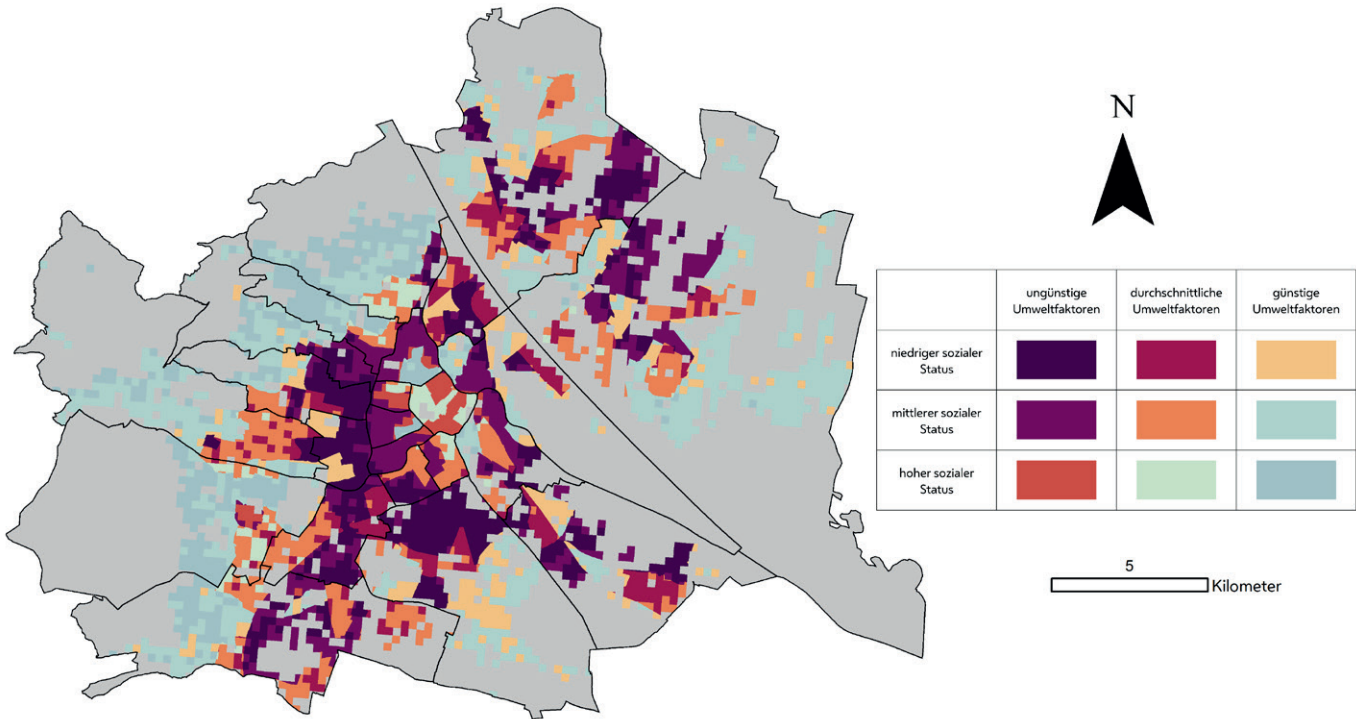 N
ungünstige
Umweltfaktoren
durchschnittliche
Umweltfaktoren
günstige
Umweltfaktoren
niedriger sozialer
Status
mittlerer sozialer
Status
hoher sozialer
Status
5
Kilometer